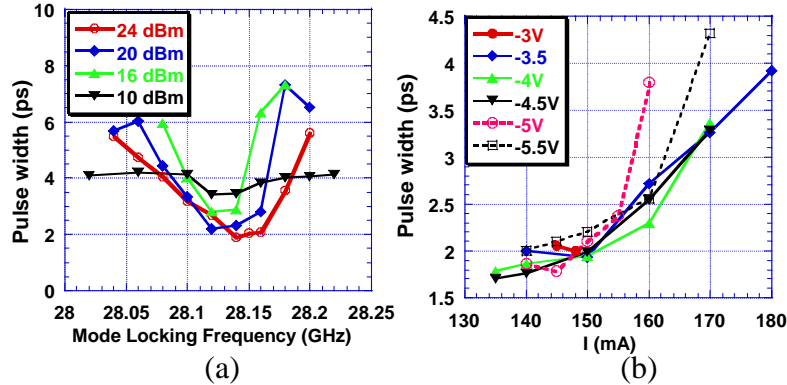 10
8
6
4
2
0
Pulse width (ps)
24 dBm
20 dBm
16 dBm
10 dBm
28
28.05
28.1
28.15
28.2
28.25
Mode Locking Frequency (GHz)
(a)
4.5
4
3.5
3
2.5
2
1.5
Pulse width (ps)
-3V
-3.5
-4V
-4.5V
-5V
-5.5V
130
140
150
160
170
180
I (mA)
(b)